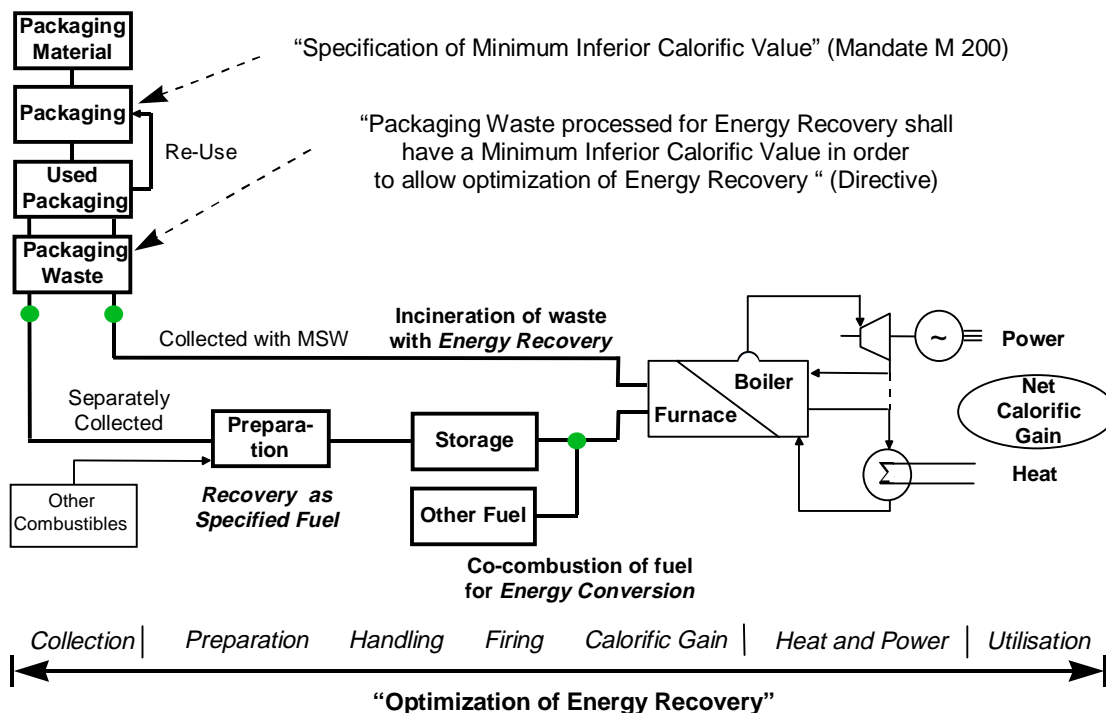 Packaging
Material
“Specification of Minimum Inferior Calorific Value” (Mandate M 200)
Packaging
“Packaging Waste processed for Energy Recovery shall
have a Minimum Inferior Calorific Value in order
to allow optimization of Energy Recovery “ (Directive)
Re-Use
Used
Packaging
Packaging
Waste
Collected with MSW
Incineration of waste
with Energy Recovery
Separately
Collected
Prepara-
tion
Storage
Furnace
Boiler
~
Power
Net
Calorific
Gain
Σ
Heat
Other
Combustibles
Recovery as
Specified Fuel
Other Fuel
Co-combustion of fuel
for Energy Conversion
Collection Preparation Handling Firing Calorific Gain Heat and Power Utilisation
“Optimization of Energy Recovery”